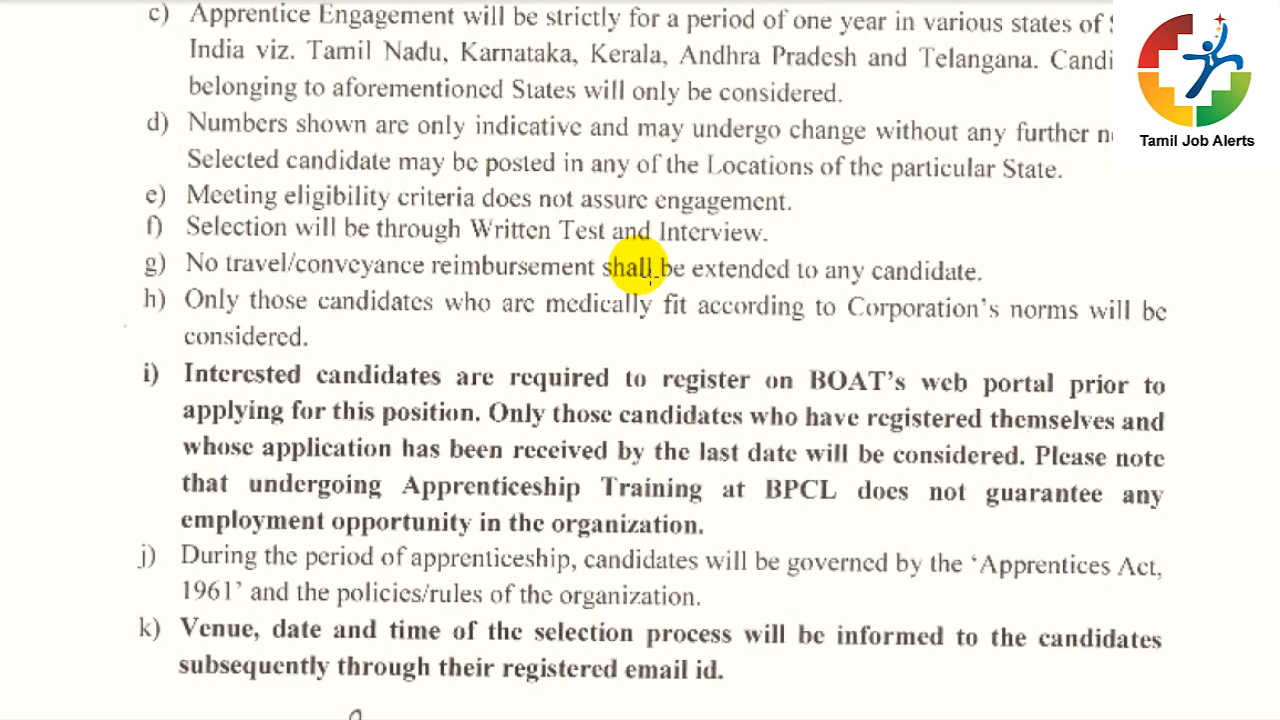 c) Apprentice Engagement will be strictly for a period of one year in various states of
India viz. Tamil Nadu, Karnataka, Kerala, Andhra Pradesh and Telangana.
belonging to aforementioned States will only be considered.
d) Numbers shown are only indicative and may undergo change without any further
Selected candidate may be posted in any of the Locations of the particular State.
e) Meeting eligibility criteria does not assure engagement.
f) Selection will be through Written Test and Interview.
g) No travel/conveyance reimbursement shall be extended to any candidate.
h) Only those candidates who are medically fit according to Corporation's norms will be
considered.
i) Interested candidates are required to register on BOAT's web portal prior to
applying for this position. Only those candidates who have registered themselves and
whose application has been received by the last date will be considered. Please note
that undergoing Apprenticeship Training at BPCL does not guarantee any
employment opportunity in the organization.
j) During the period of apprenticeship, candidates will be governed by the 'Apprentices Act,
1961' and the policies/rules of the organization.
k) Venue, date and time of the selection process will be informed to the candidates
subsequently through their registered email id.
Tamil Job Alerts